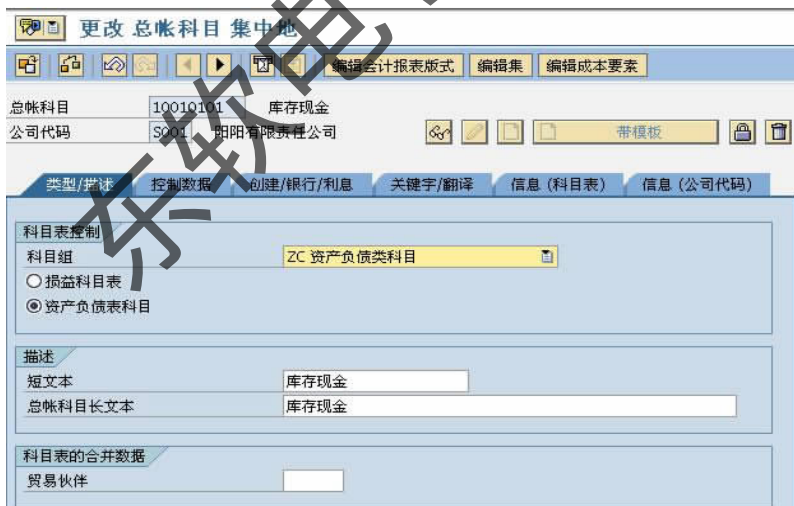 更改 总帐科目 集中地
编辑会计报表版式 编辑集 编辑成本要素
总帐科目 10010101 库存现金
公司代码 S001 阳阳有限责任公司 带模板
类型/描述 控制数据 创建/银行/利息 关键字/翻译 信息 (科目表) 信息 (公司代码)
科目表控制
科目组 ZC 资产负债类科目
损益科目表
资产负债表科目
描述
短文本 库存现金
总帐科目长文本 库存现金
科目表的合并数据
贸易伙伴
东软电